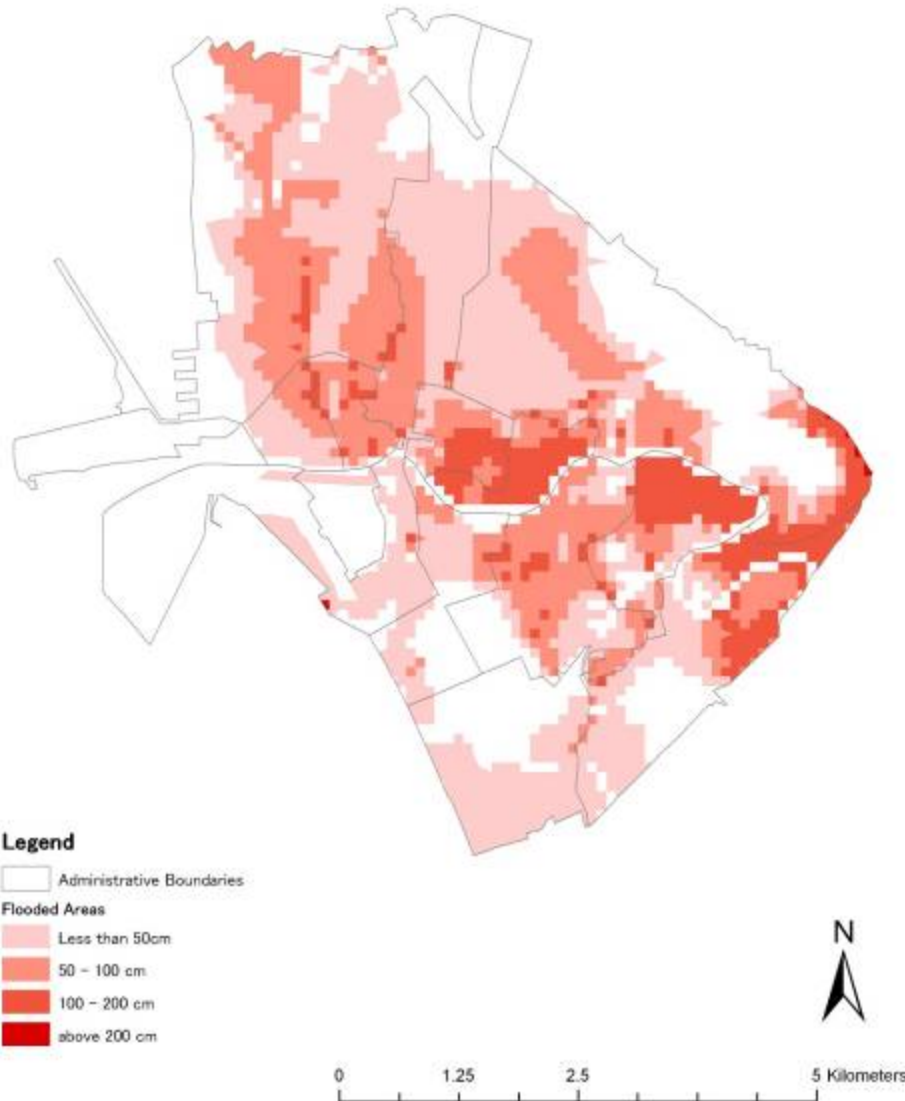 Legend
Administrative Boundaries
Flooded Areas
Less than 50cm
50 - 100 cm
100 - 200 cm
above 200 cm
N
0 1.25 2.5 5 Kilometers